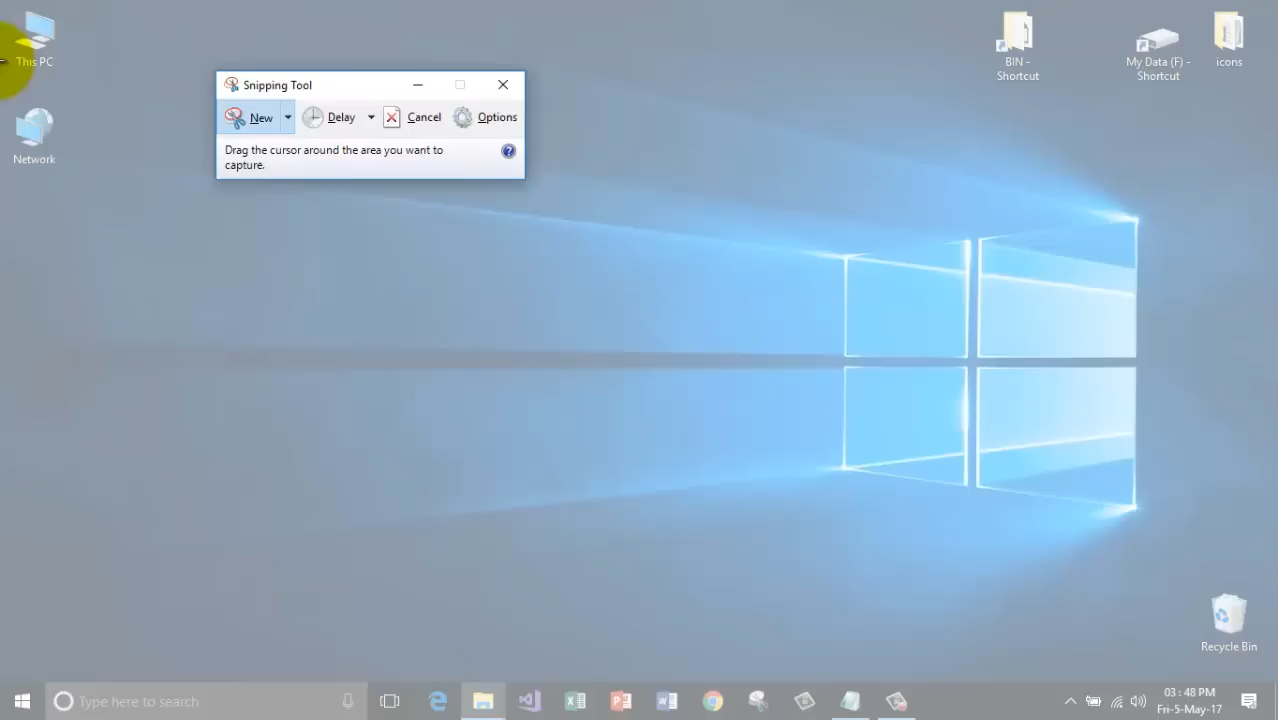 This PC
Network
BIN -
Shortcut
My Data (F) -
Shortcut
icons
Snipping Tool
New
Delay
Cancel
Options
Drag the cursor around the area you want to
capture.
?
Recycle Bin
Type here to search
03 : 48 PM
Fri-5-May-17